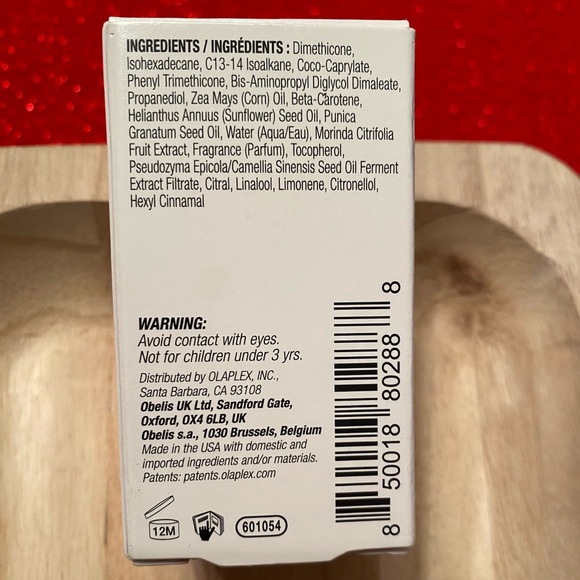 INGREDIENTS / INGRÉDIENTS : Dimethicone,
Isohexadecane, C13-14 Isoalkane, Coco-Caprylate,
Phenyl Trimethicone, Bis-Aminopropyl Diglycol Dimaleate,
Propanediol, Zea Mays (Corn) Oil, Beta-Carotene,
Helianthus Annuus (Sunflower) Seed Oil, Punica
Granatum Seed Oil, Water (Aqua/Eau), Morinda Citrifolia
Fruit Extract, Fragrance (Parfum), Tocopherol,
Pseudozyma Epicola/Camellia Sinensis Seed Oil Ferment
Extract Filtrate, Citral, Linalool, Limonene, Citronellol,
Hexyl Cinnamal
WARNING:
Avoid contact with eyes.
Not for children under 3 yrs.
Distributed by OLAPLEX, INC.,
Santa Barbara, CA 93108
Obelis UK Ltd, Sandford Gate,
Oxford, OX4 6LB, UK
Obelis s.a., 1030 Brussels, Belgium
Made in the USA with domestic and
imported ingredients and/or materials.
Patents: patents.olaplex.com
12M
601054
8 50018 80288 8